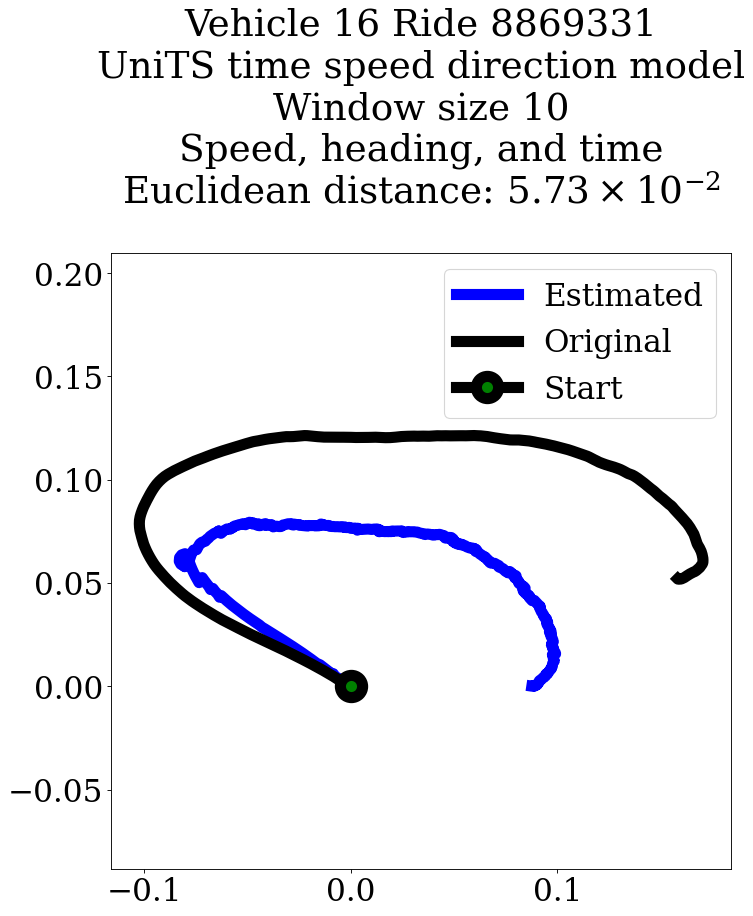 Vehicle 16 Ride 8869331
UniTS time speed direction model
Window size 10
Speed, heading, and time
Euclidean distance: 5.73 × 10⁻²
Estimated
Original
Start
0.20
0.15
0.10
0.05
0.00
−0.05
−0.1
0.0
0.1